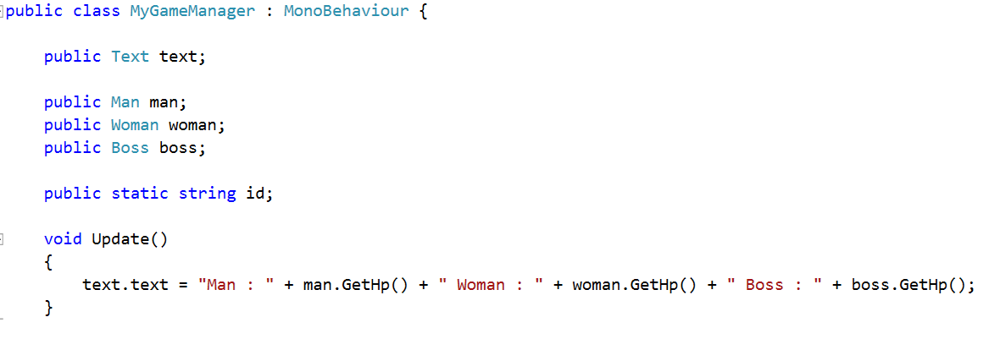 public class MyGameManager : MonoBehaviour {
public Text text;
public Man man;
public Woman woman;
public Boss boss;
public static string id;
void Update()
{
text.text = "Man : " + man.GetHp() + " Woman : " + woman.GetHp() + " Boss : " + boss.GetHp();
}